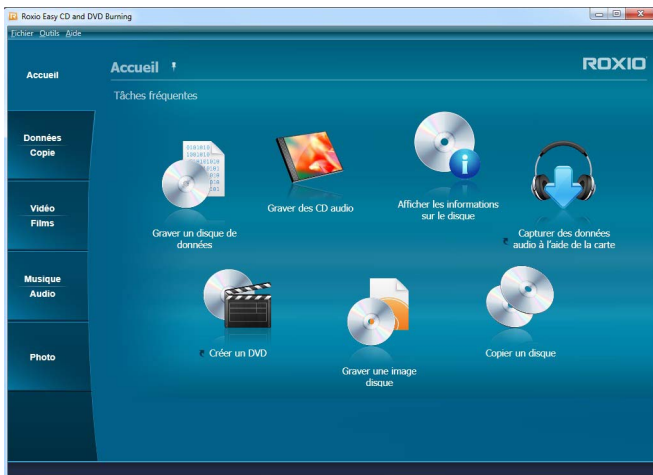 Roxio Easy CD and DVD Burning
Fichier Outils Aide
Accueil
Accueil
ROXIO
Tâches fréquentes
Données
Copie
Vidéo
Films
Musique
Audio
Photo
Graver un disque de
données
Graver des CD audio
Afficher les informations
sur le disque
Capturer des données
audio à l'aide de la carte
Créer un DVD
Graver une image
disque
Copier un disque